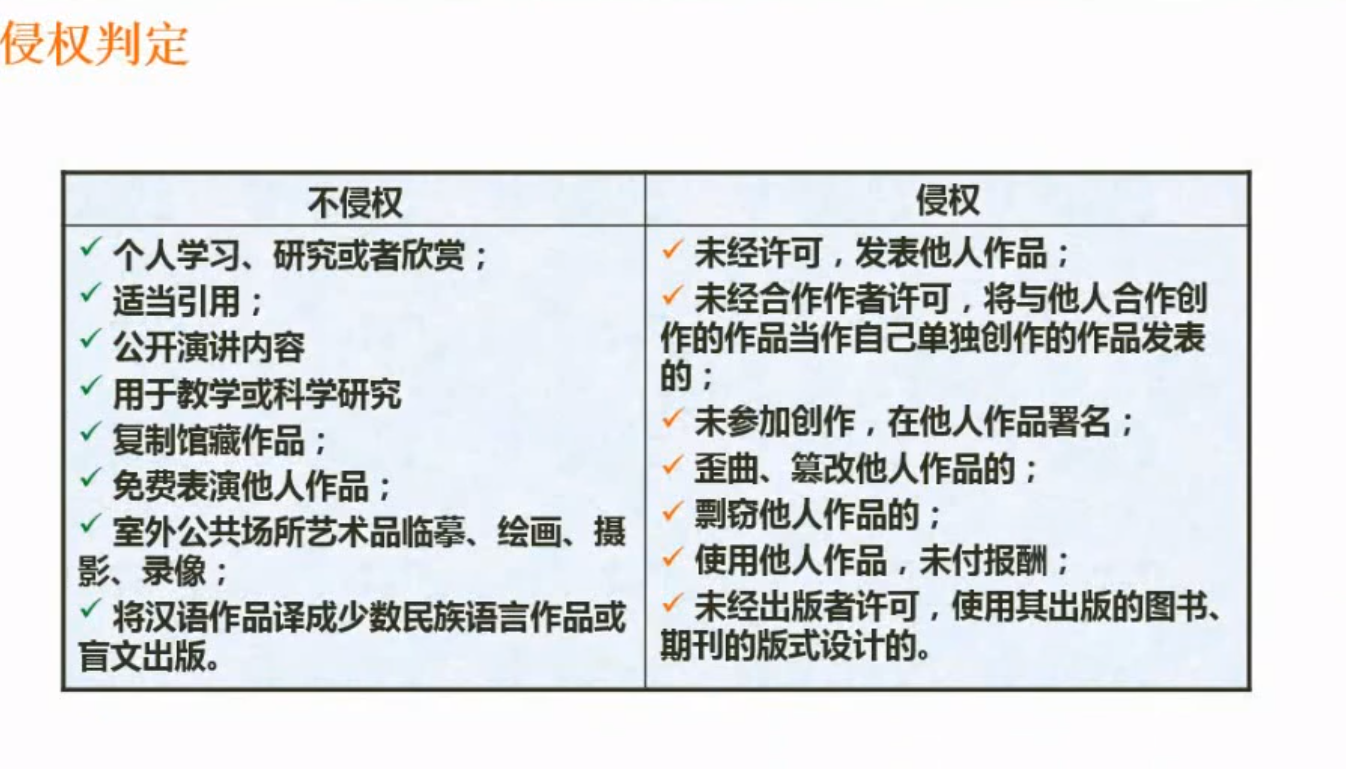 侵权判定
不侵权
个人学习、研究或者欣赏；
适当引用；
公开演讲内容
用于教学或科学研究
复制馆藏作品；
免费表演他人作品；
室外公共场所艺术品临摹、绘画、摄
影、录像；
将汉语作品译成少数民族语言作品或
盲文出版。
侵权
未经许可，发表他人作品；
未经合作作者许可，将与他人合作创
作的作品当作自己单独创作的作品发表
的；
未参加创作，在他人作品署名；
歪曲、篡改他人作品的；
剽窃他人作品的；
使用他人作品，未付报酬；
未经出版者许可，使用其出版的图书、
期刊的版式设计的。